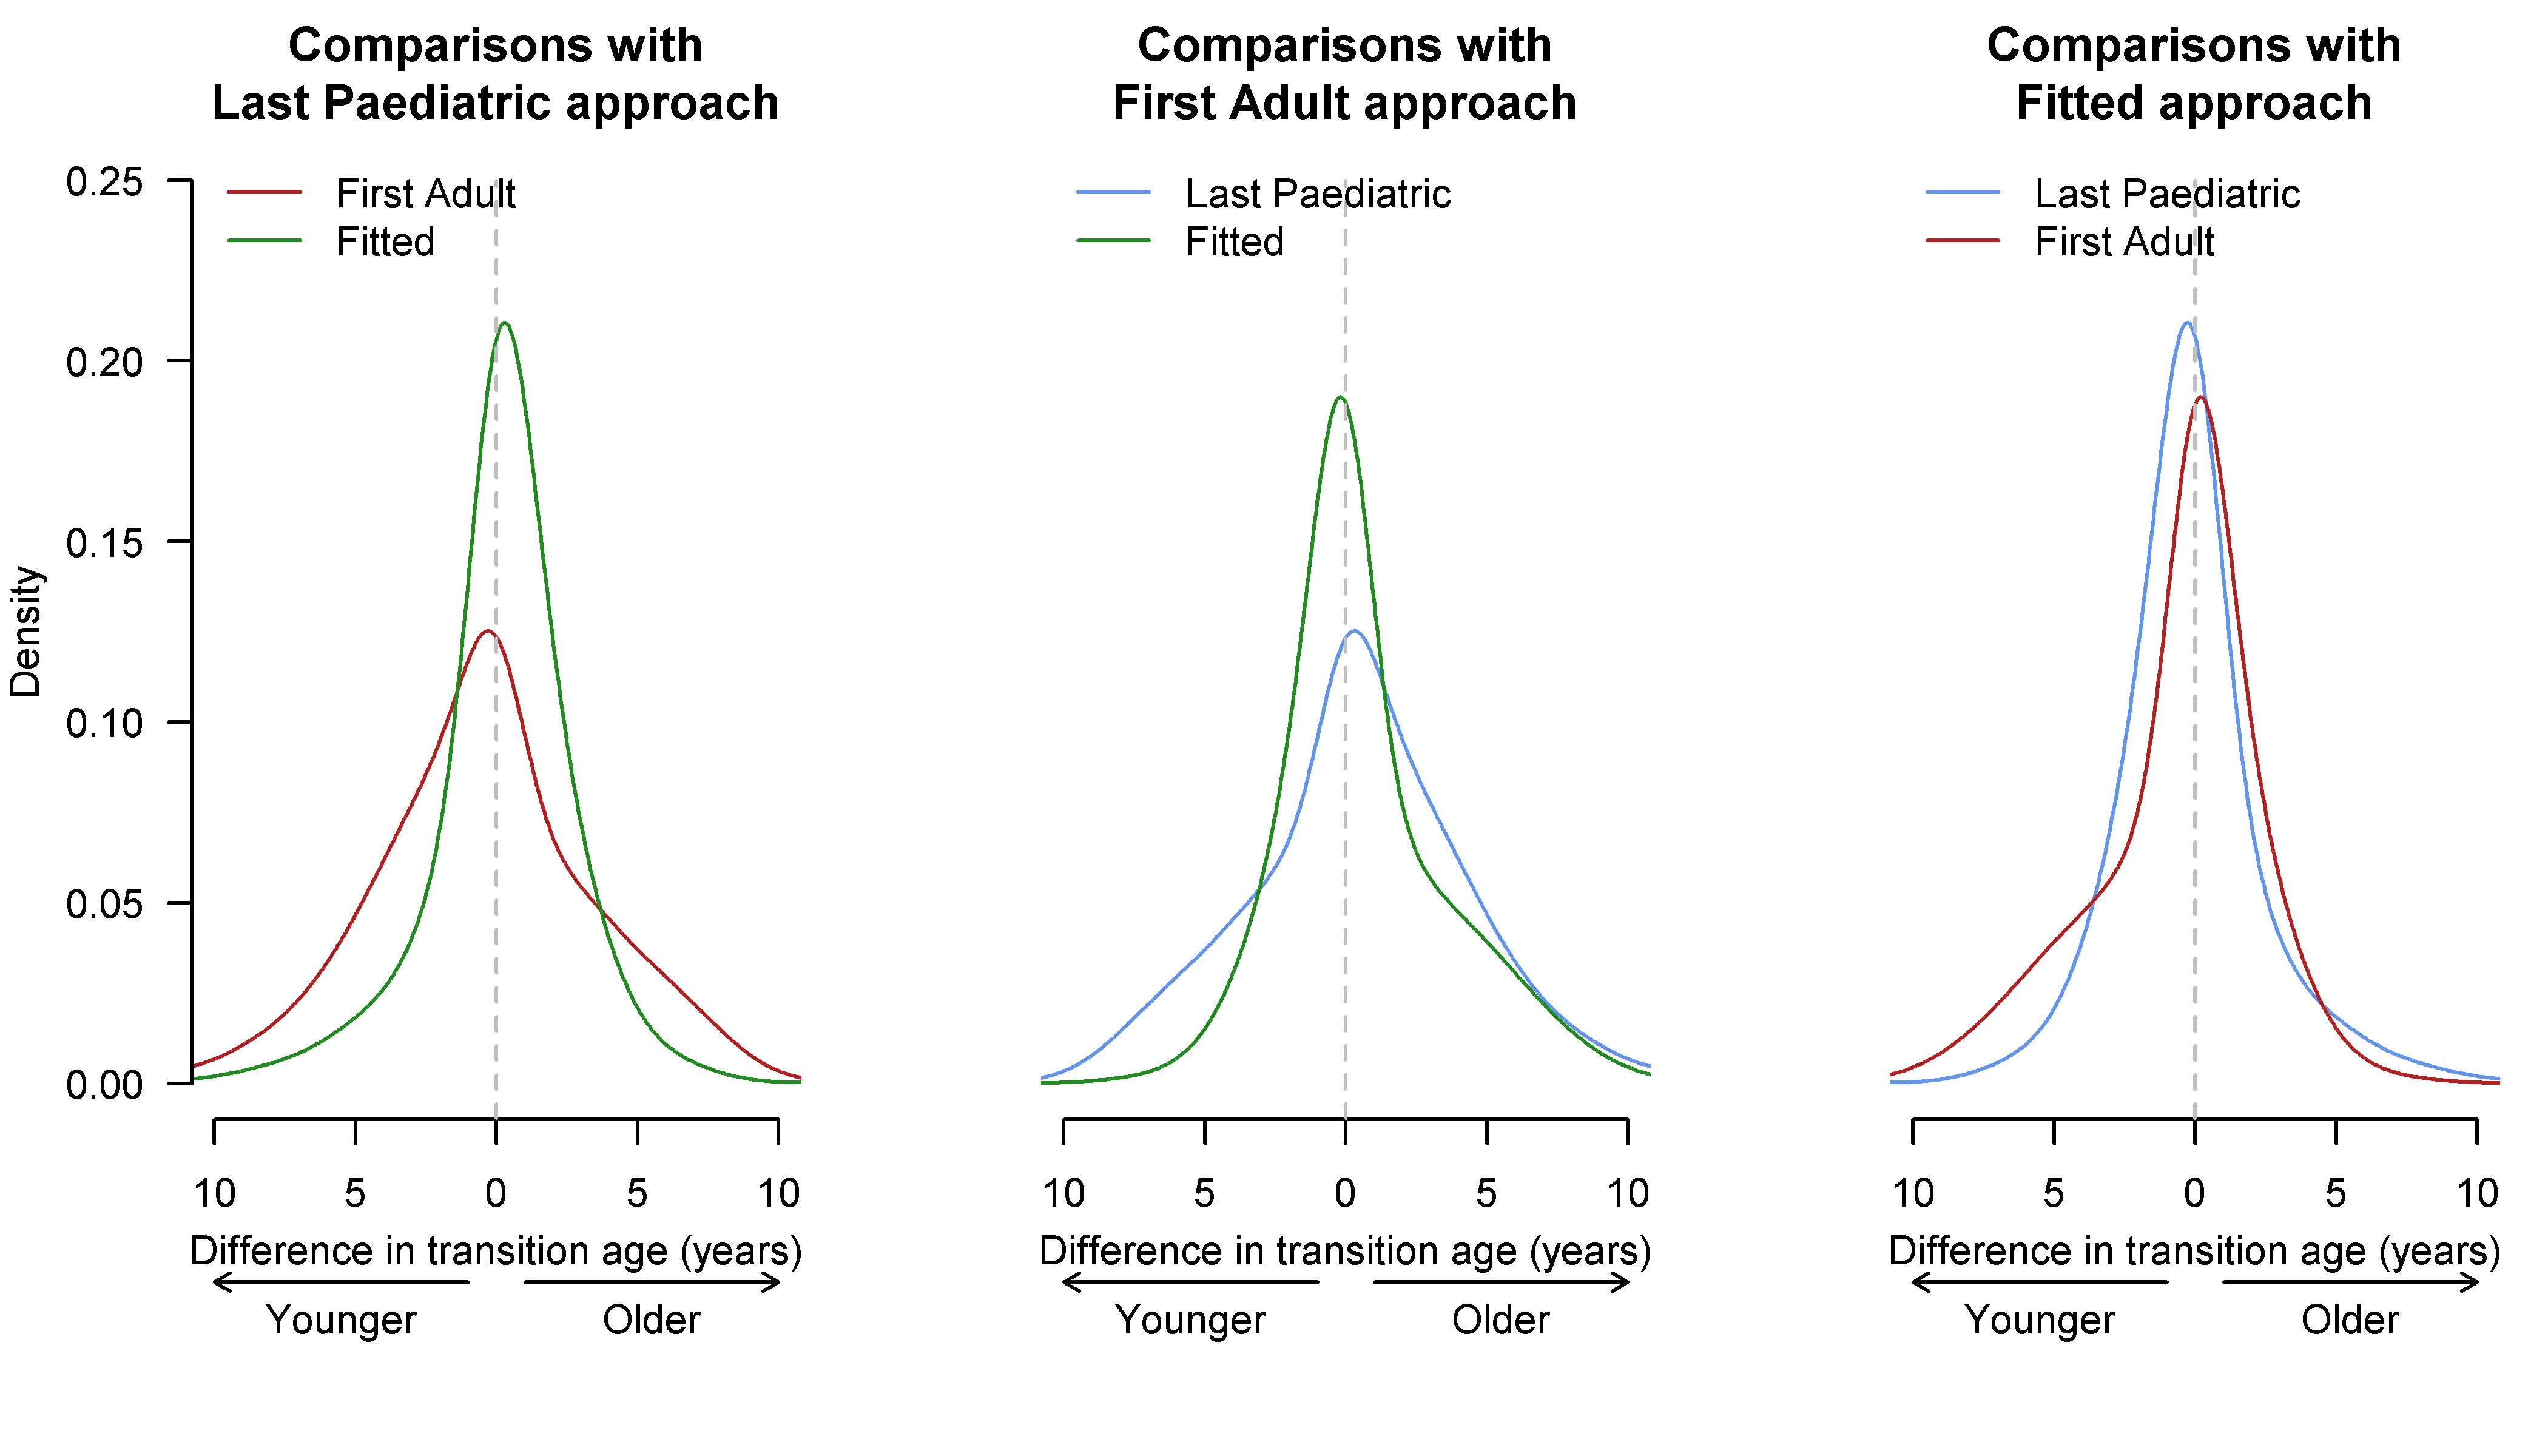 Comparisons with
Last Paediatric approach
First Adult
Fitted
Density
0.25
0.20
0.15
0.10
0.05
0.00
10 5 0 5 10
Difference in transition age (years)
Younger Older
Comparisons with
First Adult approach
Last Paediatric
Fitted
10 5 0 5 10
Difference in transition age (years)
Younger Older
Comparisons with
Fitted approach
Last Paediatric
First Adult
10 5 0 5 10
Difference in transition age (years)
Younger Older